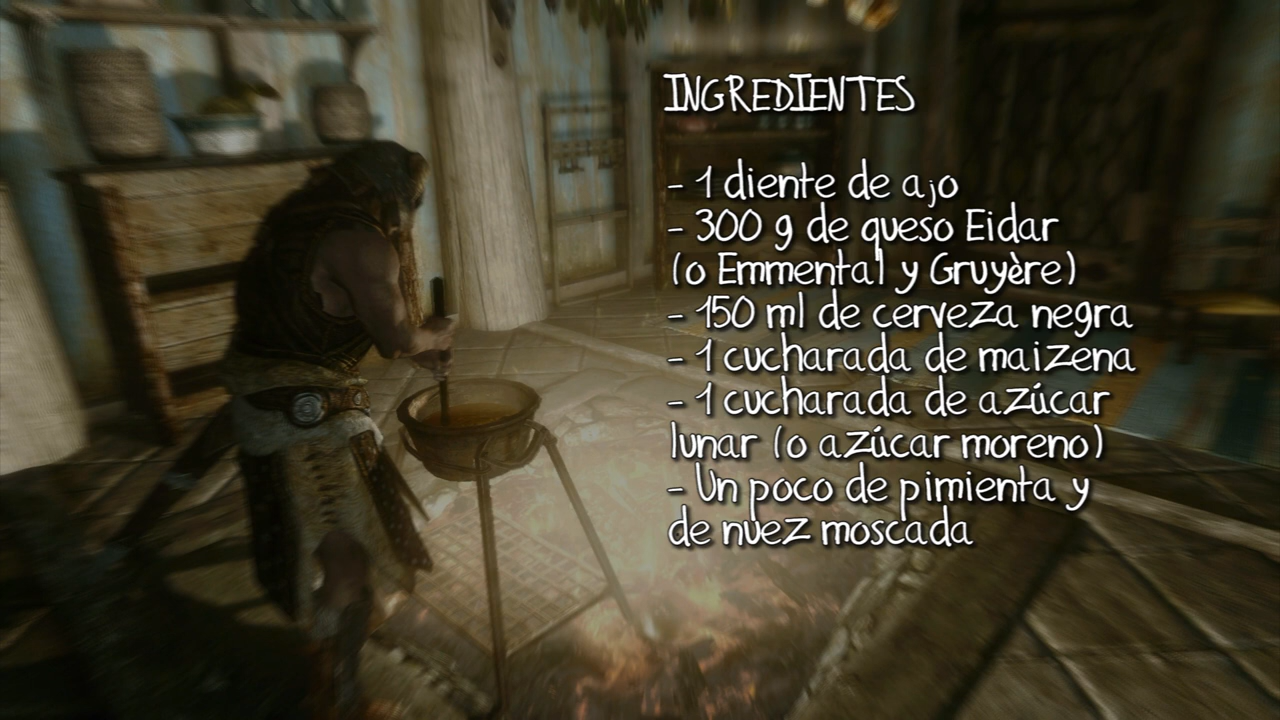 INGREDIENTES
- 1 diente de ajo
- 300 g de queso Eidar
(o Emmental y Gruyère)
- 150 ml de cerveza negra
- 1 cucharada de maizena
- 1 cucharada de azúcar
lunar (o azúcar moreno)
- Un poco de pimienta y
de nuez moscada